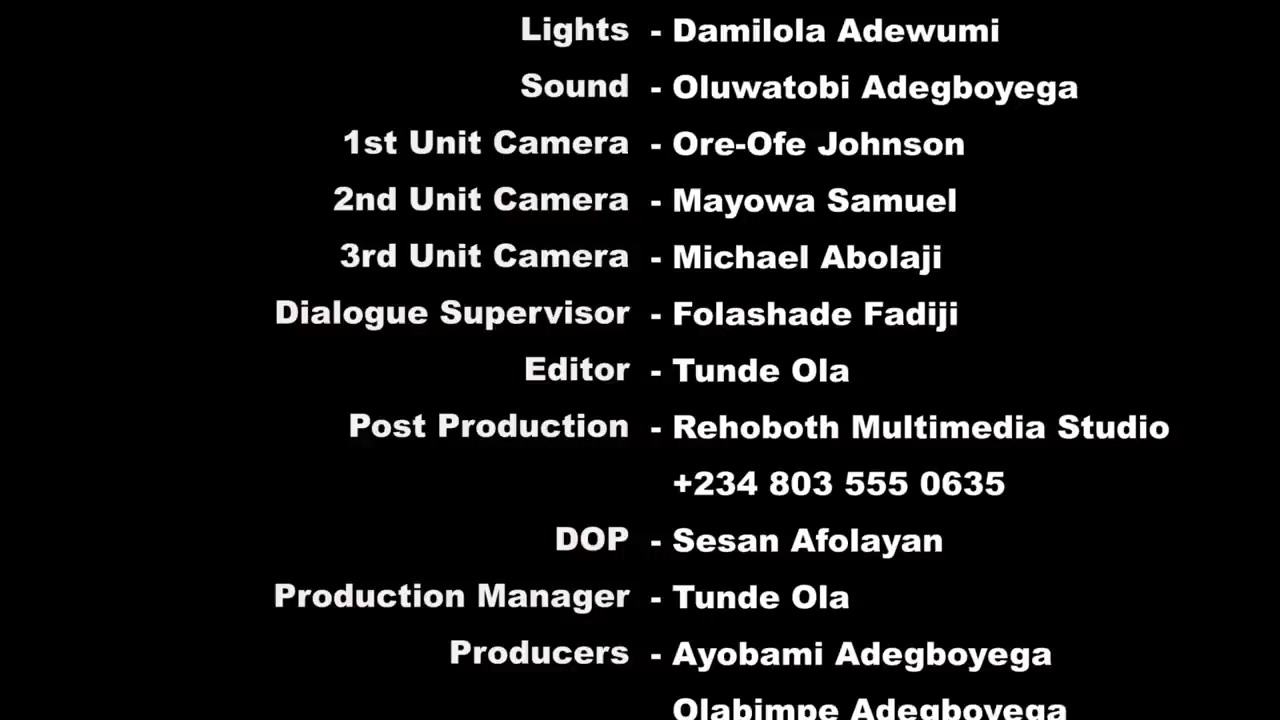 Lights - Damilola Adewumi
Sound - Oluwatobi Adegboyega
1st Unit Camera - Ore-Ofe Johnson
2nd Unit Camera - Mayowa Samuel
3rd Unit Camera - Michael Abolaji
Dialogue Supervisor - Folashade Fadiji
Editor - Tunde Ola
Post Production - Rehoboth Multimedia Studio
+234 803 555 0635
DOP - Sesan Afolayan
Production Manager - Tunde Ola
Producers - Ayobami Adegboyega
Olabimpe Adegboyega